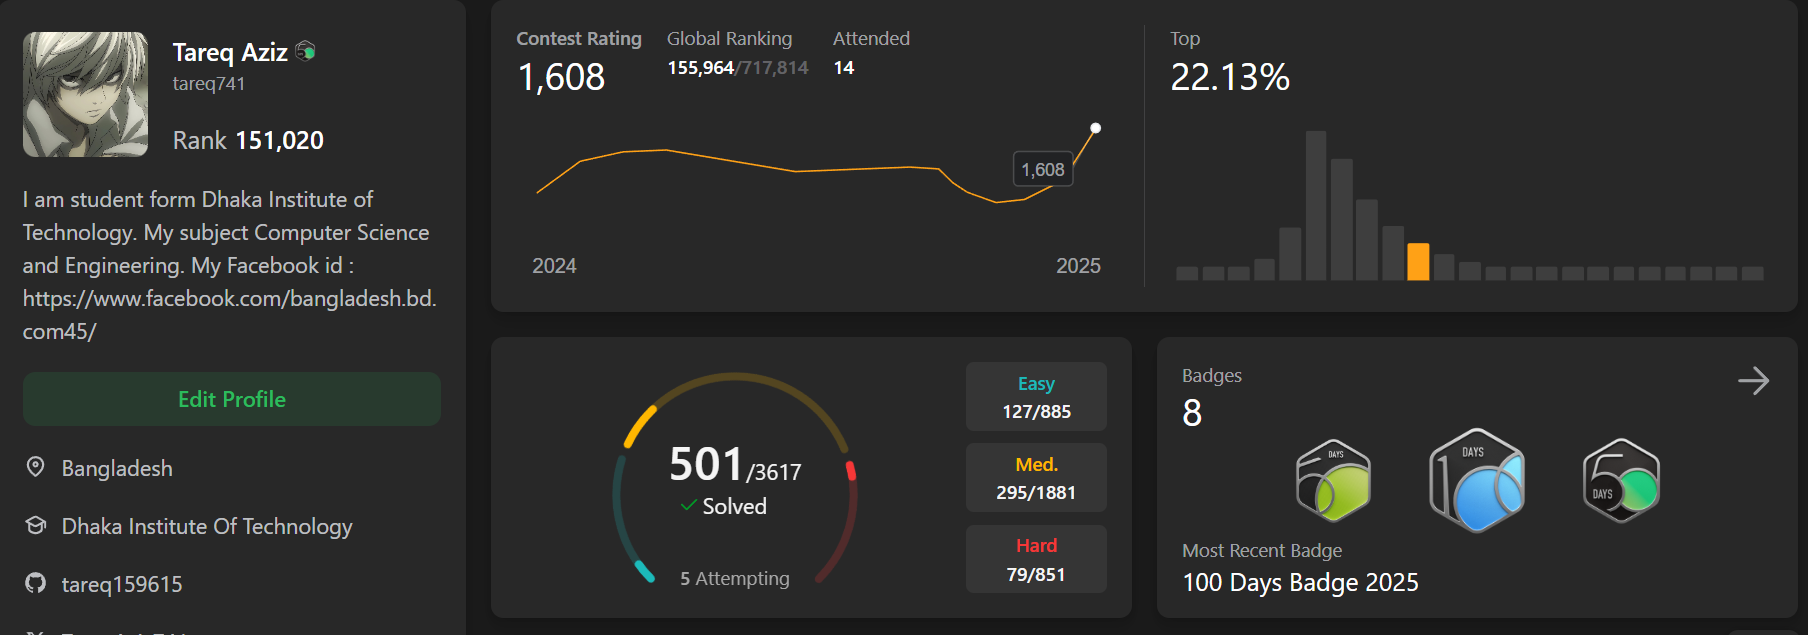 Tareq Aziz
tareq741
Rank 151,020
I am student form Dhaka Institute of
Technology. My subject Computer Science
and Engineering. My Facebook id :
https://www.facebook.com/bangladesh.bd.
com45/
Edit Profile
Bangladesh
Dhaka Institute Of Technology
tareq159615
Contest Rating
1,608
Global Ranking
155,964/717,814
Attended
14
1,608
2024
2025
Top
22.13%
501/3617
Solved
5 Attempting
Easy
127/885
Med.
295/1881
Hard
79/851
Badges
8
50 DAYS
100 DAYS
50 DAYS
Most Recent Badge
100 Days Badge 2025